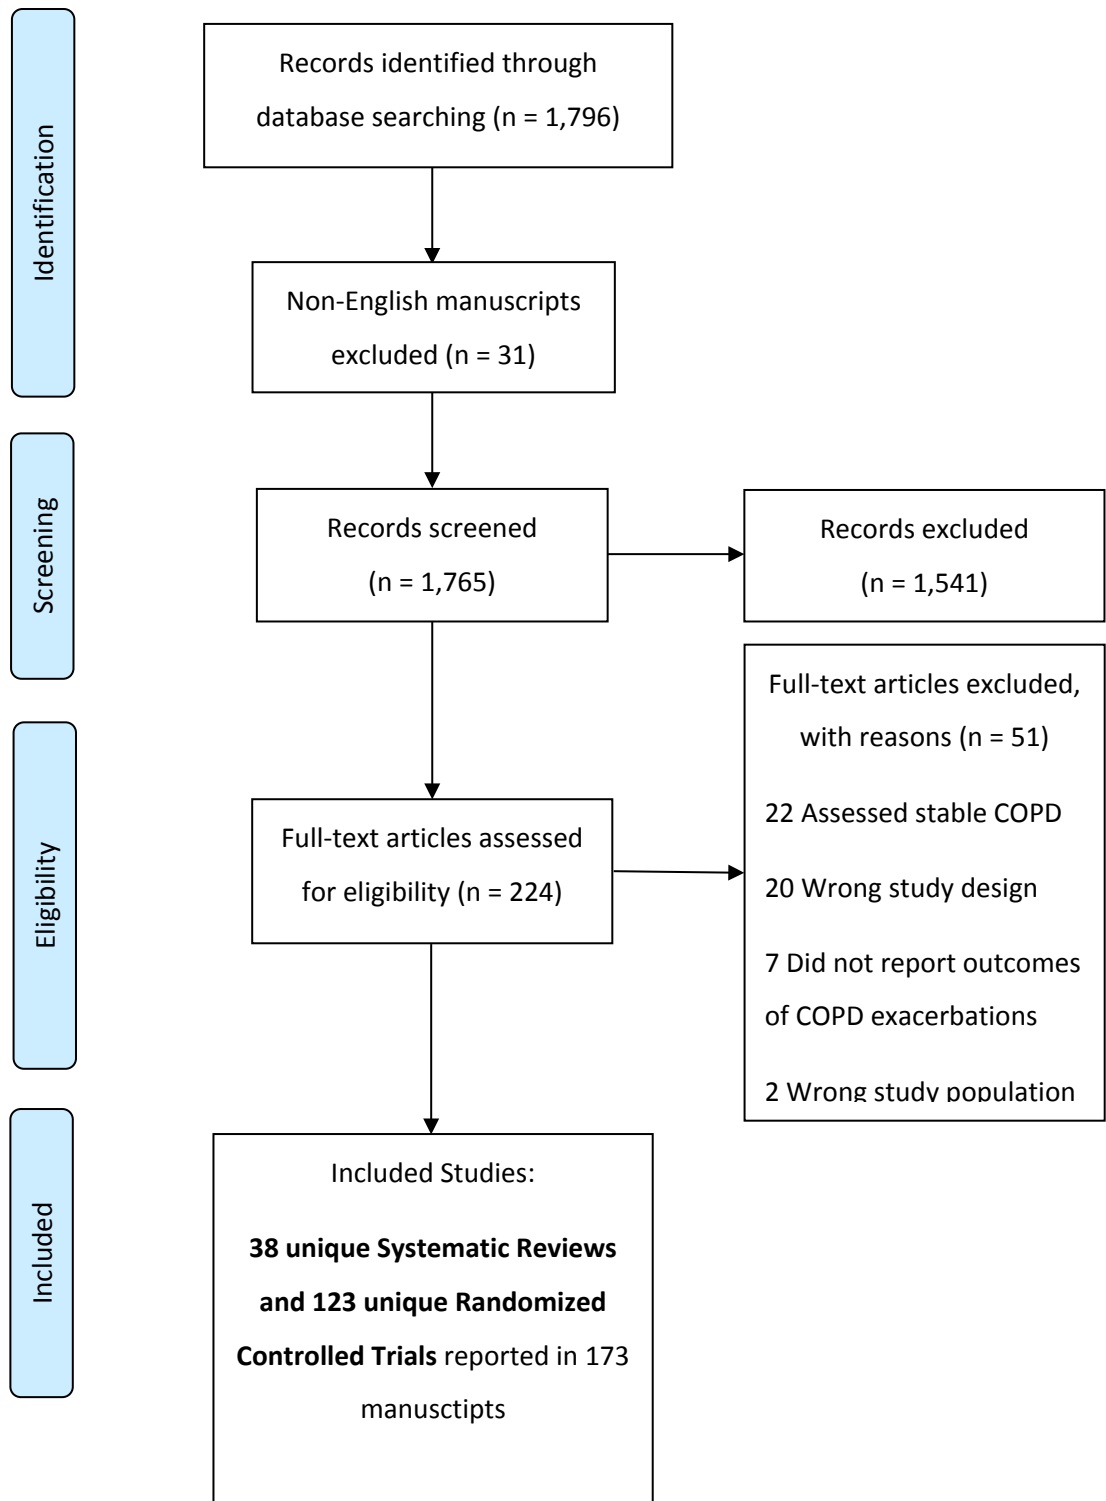 Identification
Records identified through
database searching (n = 1,796)
Non-English manuscripts
excluded (n = 31)
Screening
Records screened
(n = 1,765)
Records excluded
(n = 1,541)
Eligibility
Full-text articles assessed
for eligibility (n = 224)
Full-text articles excluded,
with reasons (n = 51)
22 Assessed stable COPD
20 Wrong study design
7 Did not report outcomes
of COPD exacerbations
2 Wrong study population
Included
Included Studies:
38 unique Systematic Reviews
and 123 unique Randomized
Controlled Trials reported in 173
manusctipts